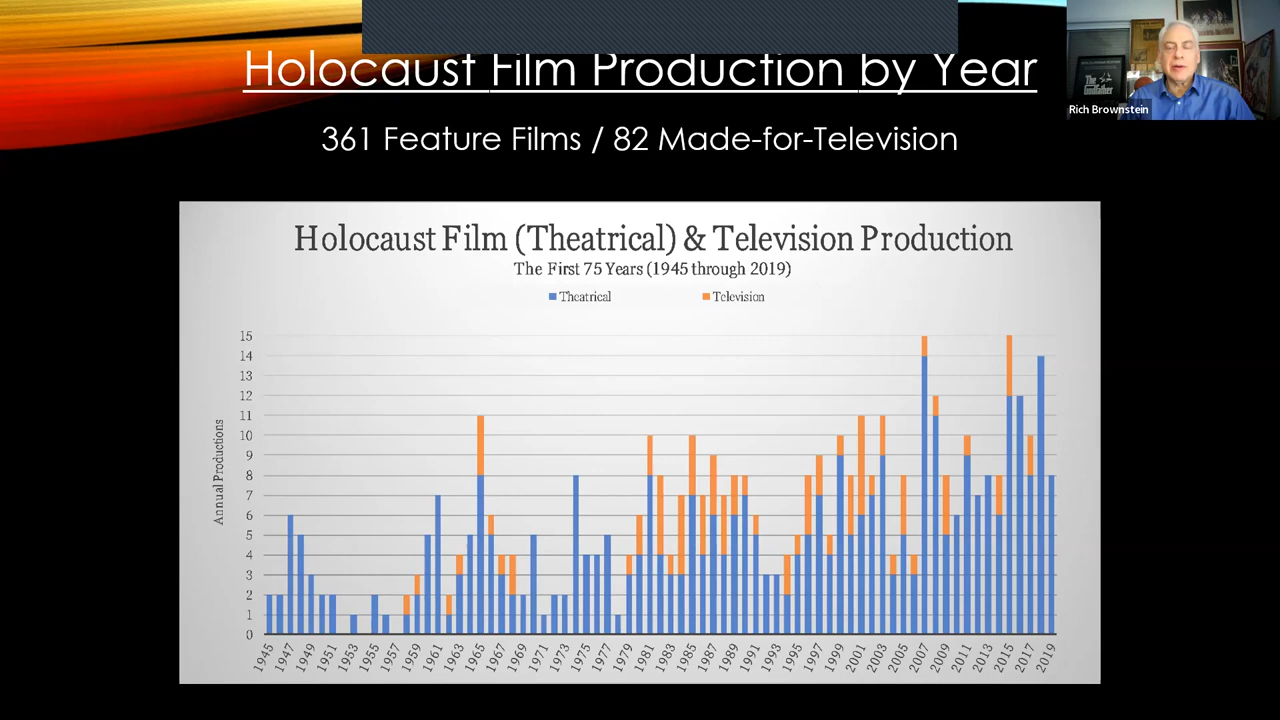 Holocaust Film Production by Year
361 Feature Films / 82 Made-for-Television
The Godfather
Rich Brownstein
Holocaust Film (Theatrical) & Television Production
The First 75 Years (1945 through 2019)
Theatrical Television
Annual Productions
15
14
13
12
11
10
9
8
7
6
5
4
3
2
1
0
1945 1947 1949 1951 1953 1955 1957 1959 1961 1963 1965 1967 1969 1971 1973 1975 1977 1979 1981 1983 1985 1987 1989 1991 1993 1995 1997 1999 2001 2003 2005 2007 2009 2011 2013 2015 2017 2019